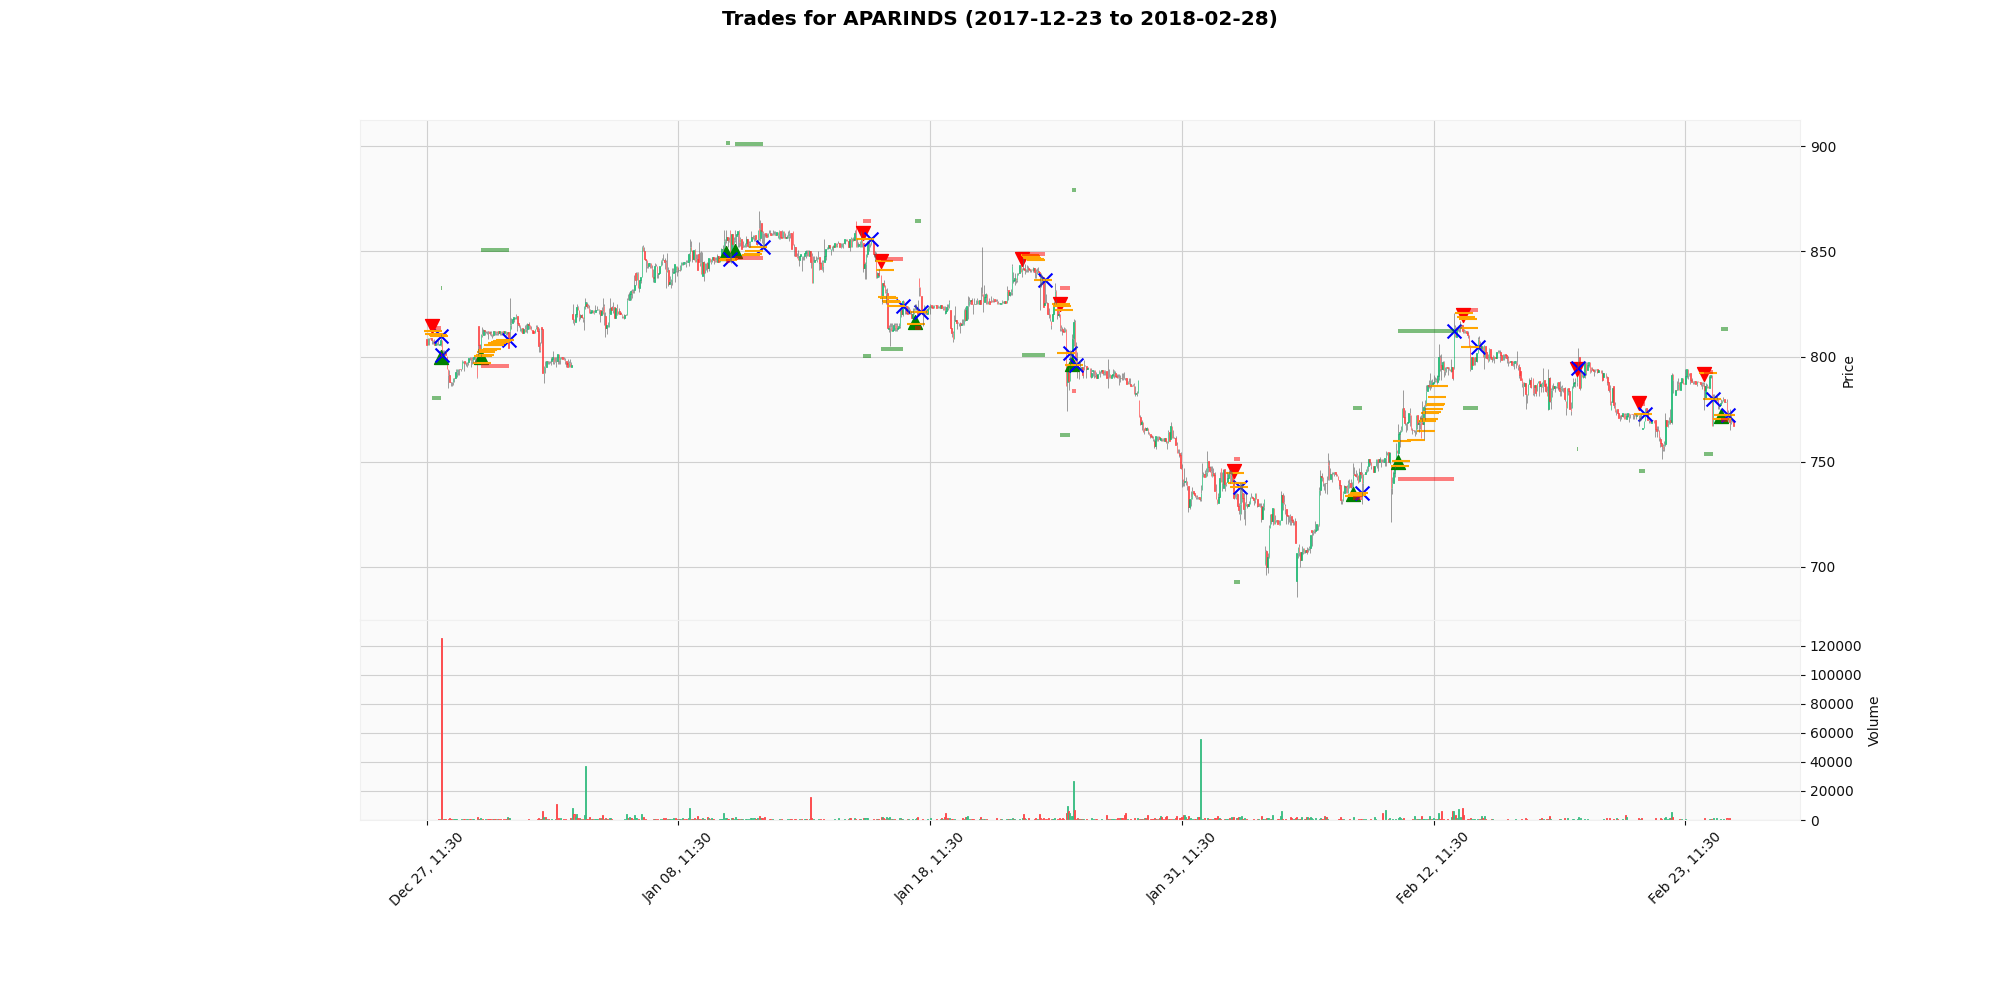 Trades for APARINDS (2017-12-23 to 2018-02-28)
900
850
800
750
700
Price
120000
100000
80000
60000
40000
20000
0
Volume
Dec 27, 11:30
Jan 08, 11:30
Jan 18, 11:30
Jan 31, 11:30
Feb 12, 11:30
Feb 23, 11:30